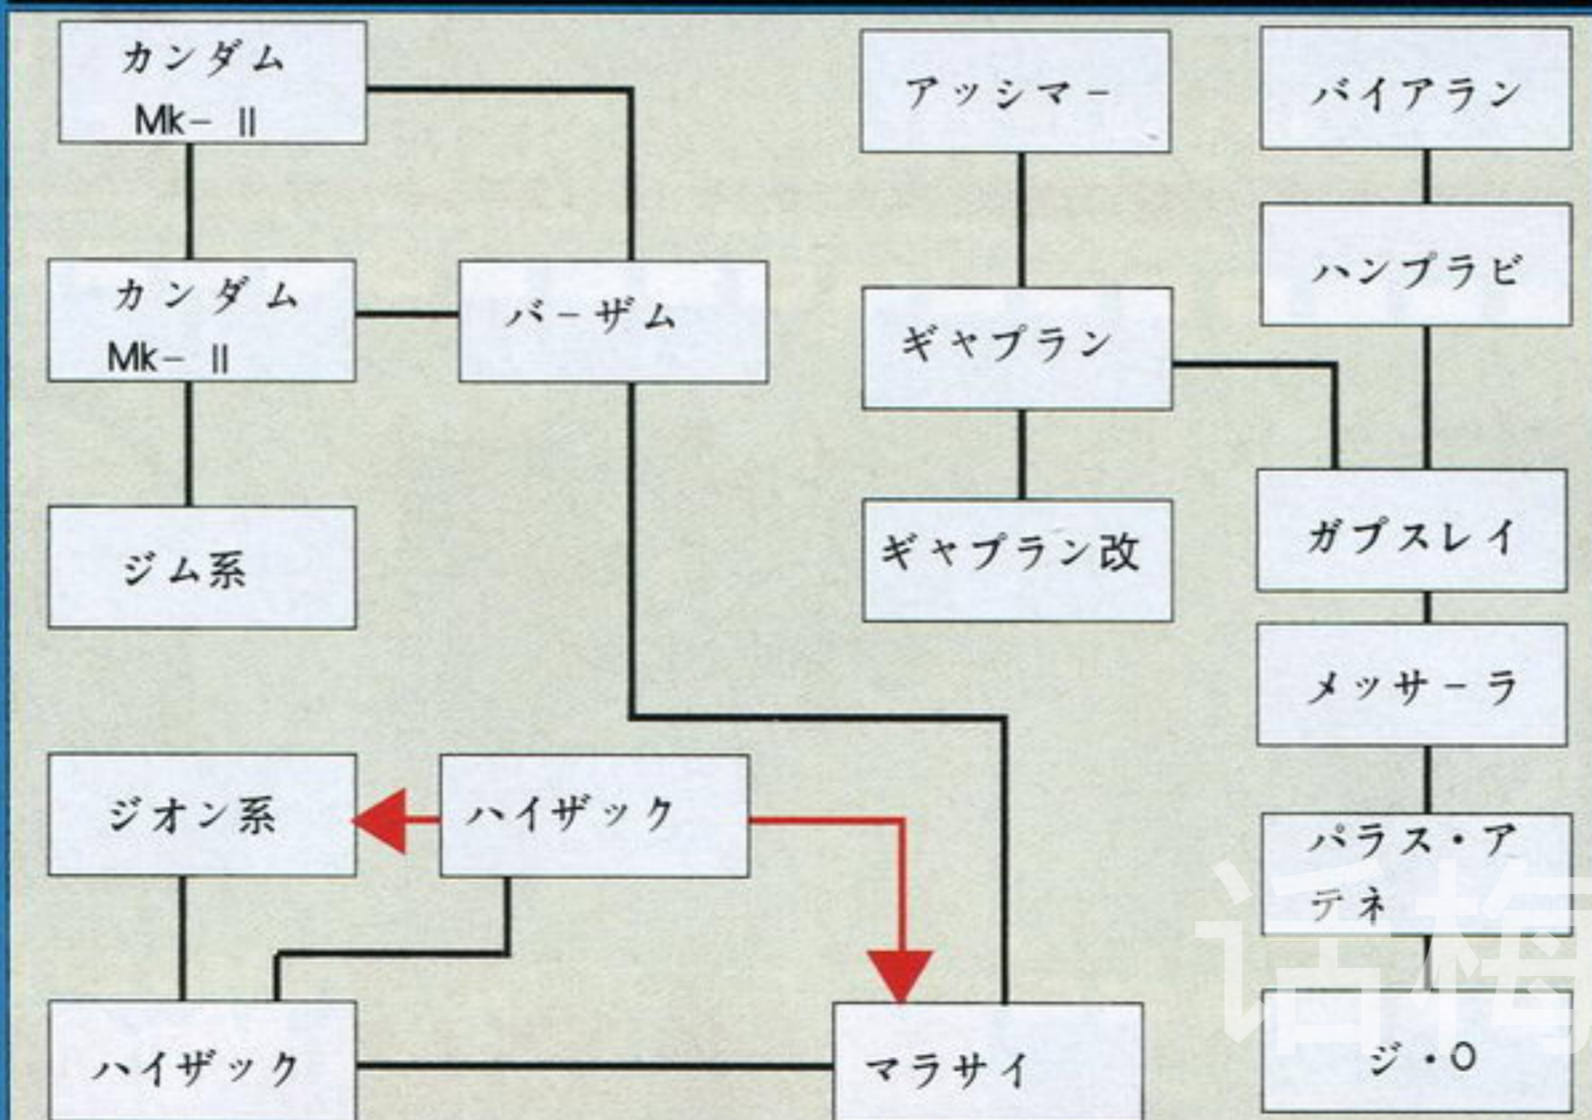 カンダム
Mk- II
アッシマー
バイアラン
ハンプラビ
カンダム
Mk- II
バーザム
ギャプラン
ギャプラン改
ガプスレイ
ジム系
メッサーラ
ジオン系
ハイザック
パラス・ア
テネ
ハイザック
マラサイ
ジ・O
话梅